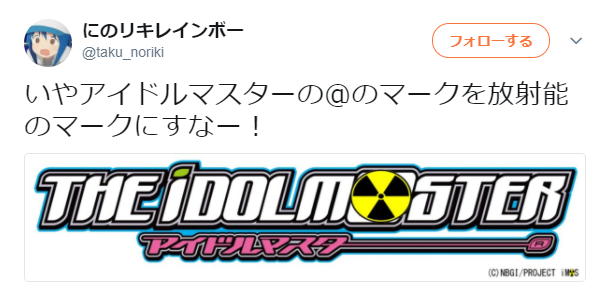 にのリキレインボー
@taku_noriki
フォローする
いやアイドルマスターの@のマークを放射能
のマークにすなー！
THE iDOLM☢STER
アイドルマスター
(C)NBGI/PROJECT iM☢S